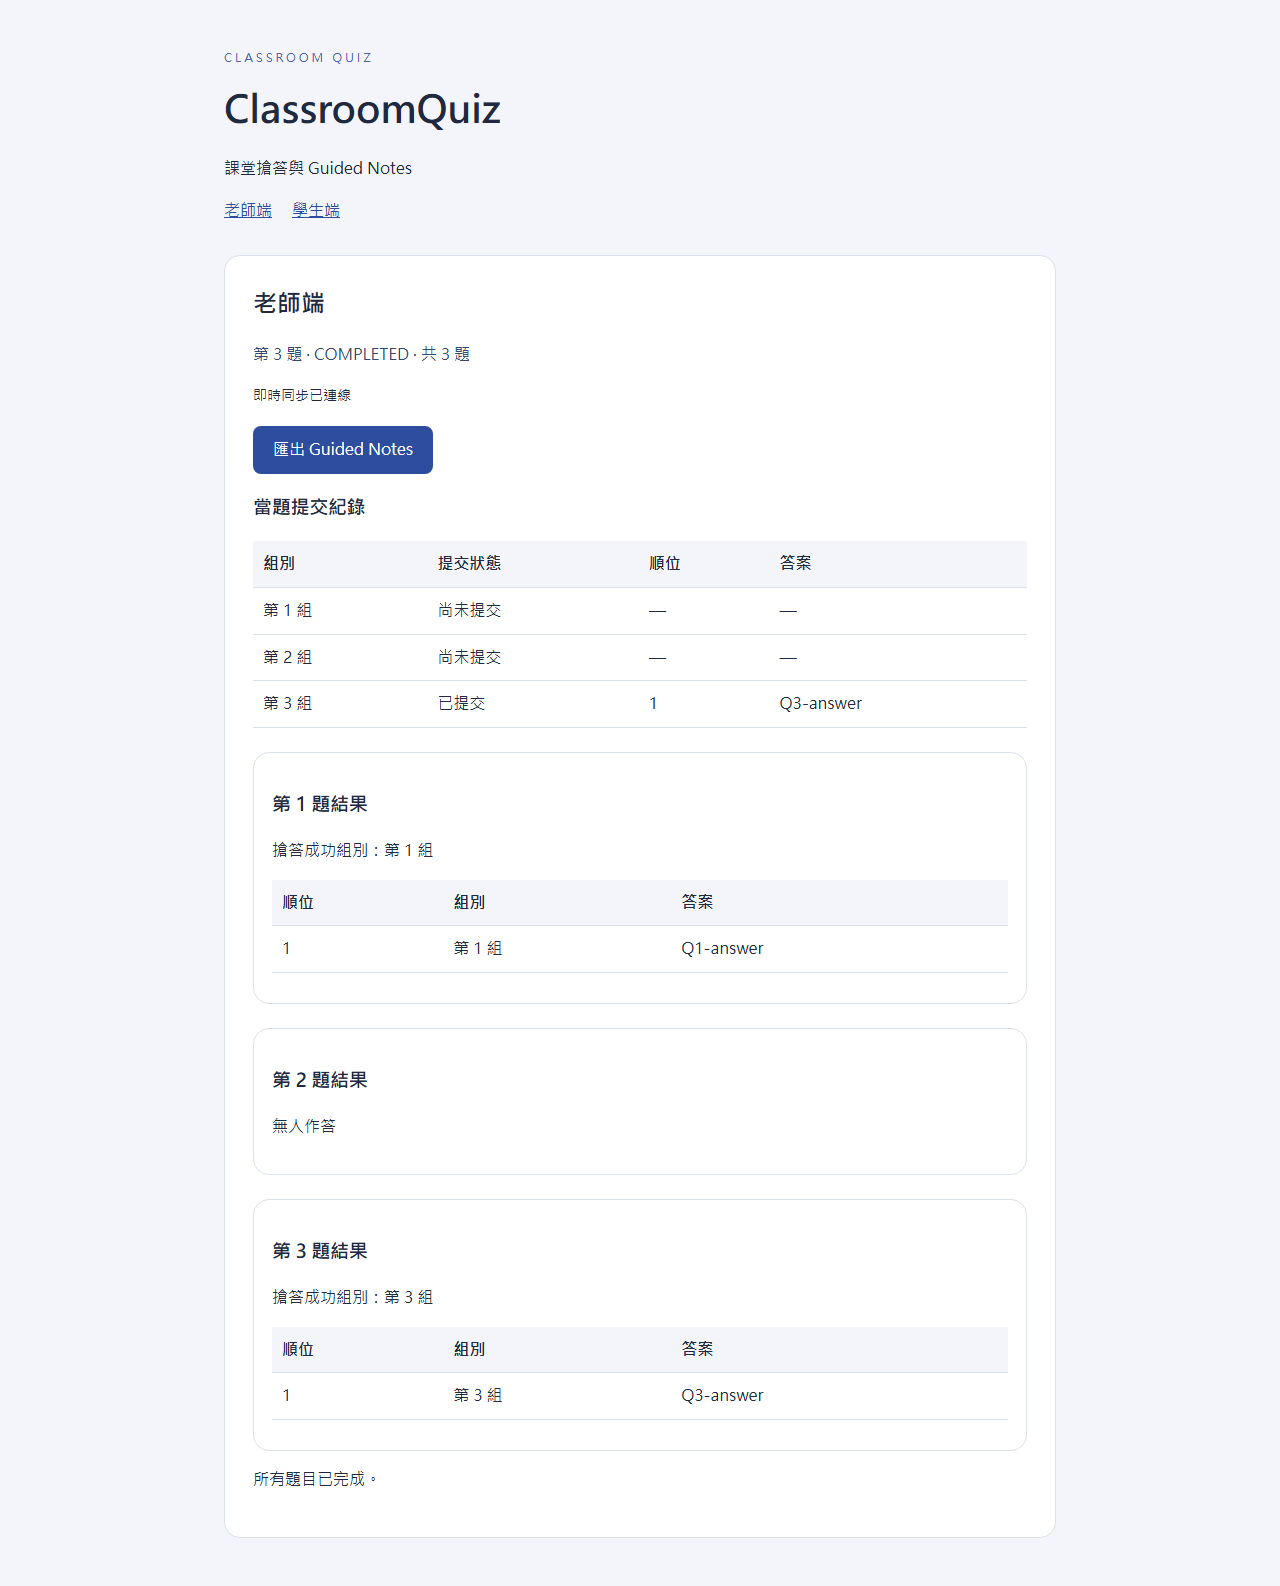 CLASSROOM QUIZ
ClassroomQuiz
課堂搶答與 Guided Notes
老師端 學生端
老師端
第 3 題 · COMPLETED · 共 3 題
即時同步已連線
匯出 Guided Notes
當題提交紀錄
組別 提交狀態 順位 答案
第 1 組 尚未提交 — —
第 2 組 尚未提交 — —
第 3 組 已提交 1 Q3-answer
第 1 題結果
搶答成功組別：第 1 組
順位 組別 答案
1 第 1 組 Q1-answer
第 2 題結果
無人作答
第 3 題結果
搶答成功組別：第 3 組
順位 組別 答案
1 第 3 組 Q3-answer
所有題目已完成。